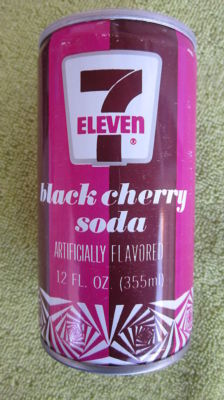 7
ELEVEN
®
black cherry
soda
ARTIFICIALLY FLAVORED
12 FL. OZ. (355ml)